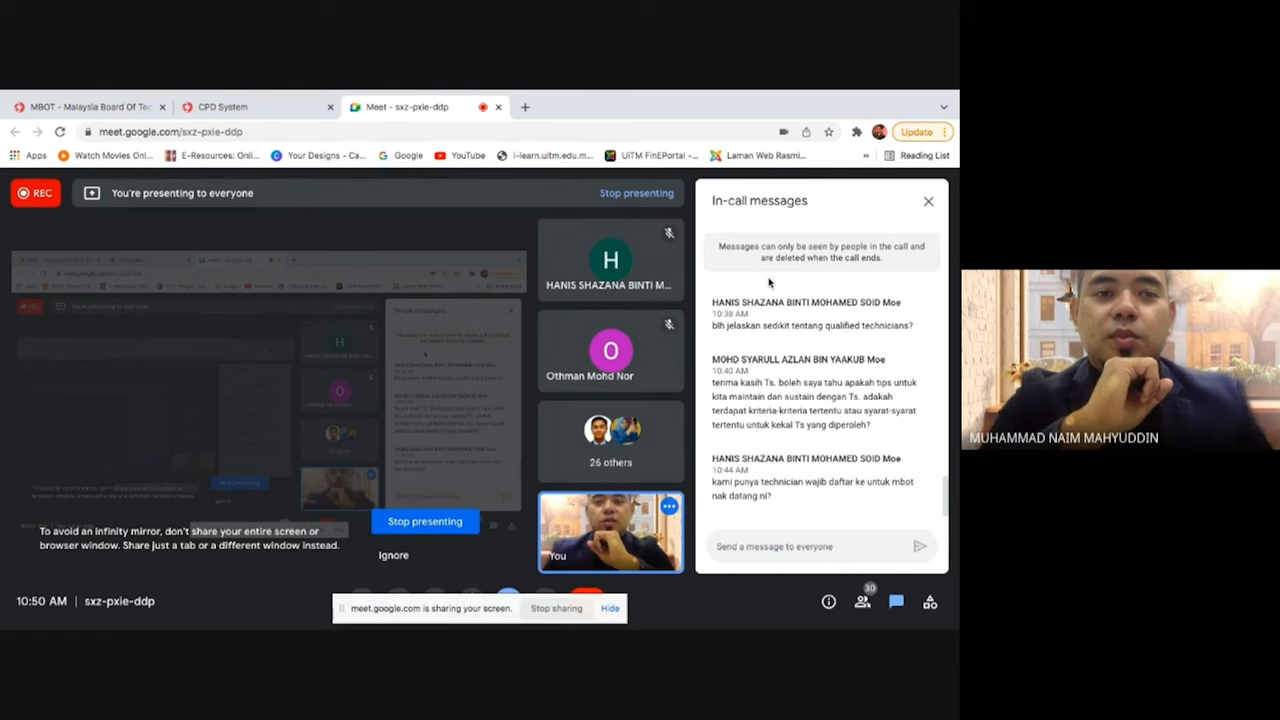 MBOT - Malaysia Board Of Tec
CPD System
Meet - sxz-pxie-ddp
meet.google.com/sxz-pxie-ddp
Update
Apps
Watch Movies Onl...
E-Resources: Onli...
Your Designs - Ca...
Google
YouTube
i-learn.uitm.edu.m...
UiTM FinEPortal -...
Laman Web Rasmi...
»
Reading List
REC
You're presenting to everyone
Stop presenting
In-call messages
Messages can only be seen by people in the call and
are deleted when the call ends.
HANIS SHAZANA BINTI MOHAMED SOID Moe
10:38 AM
blh jelaskan sedikit tentang qualified technicians?
MOHD SYARULL AZLAN BIN YAAKUB Moe
10:40 AM
terima kasih Ts. boleh saya tahu apakah tips untuk
kita maintain dan sustain dengan Ts. adakah
terdapat kriteria-kriteria tertentu atau syarat-syarat
tertentu untuk kekal Ts yang diperoleh?
HANIS SHAZANA BINTI MOHAMED SOID Moe
10:44 AM
kami punya technician wajib daftar ke untuk mbot
nak datang ni?
Send a message to everyone
H
HANIS SHAZANA BINTI M...
O
Othman Mohd Nor
26 others
You
To avoid an infinity mirror, don't share your entire screen or
browser window. Share just a tab or a different window instead.
Stop presenting
Ignore
10:50 AM | sxz-pxie-ddp
meet.google.com is sharing your screen.
Stop sharing
Hide
30
MUHAMMAD NAIM MAHYUDDIN